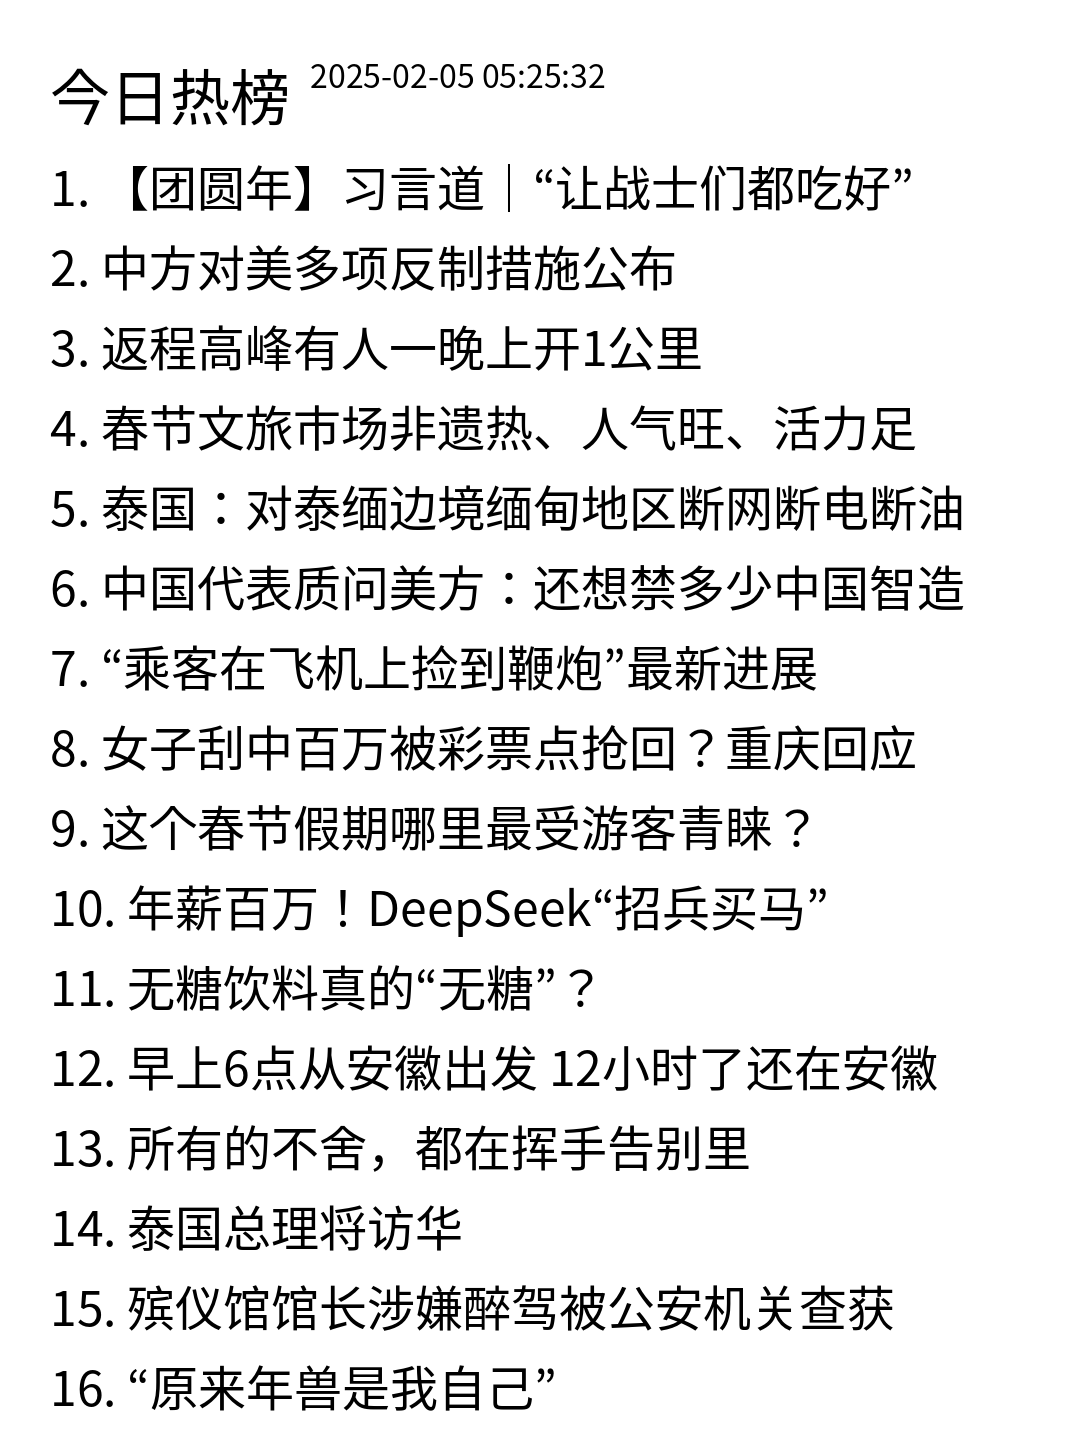 今日热榜 2025-02-05 05:25:32
1. 【团圆年】习言道｜“让战士们都吃好”
2. 中方对美多项反制措施公布
3. 返程高峰有人一晚上开1公里
4. 春节文旅市场非遗热、人气旺、活力足
5. 泰国：对泰缅边境缅甸地区断网断电断油
6. 中国代表质问美方：还想禁多少中国智造
7. “乘客在飞机上捡到鞭炮”最新进展
8. 女子刮中百万被彩票点抢回？重庆回应
9. 这个春节假期哪里最受游客青睐？
10. 年薪百万！DeepSeek“招兵买马”
11. 无糖饮料真的“无糖”？
12. 早上6点从安徽出发 12小时了还在安徽
13. 所有的不舍，都在挥手告别里
14. 泰国总理将访华
15. 殡仪馆馆长涉嫌醉驾被公安机关查获
16. “原来年兽是我自己”